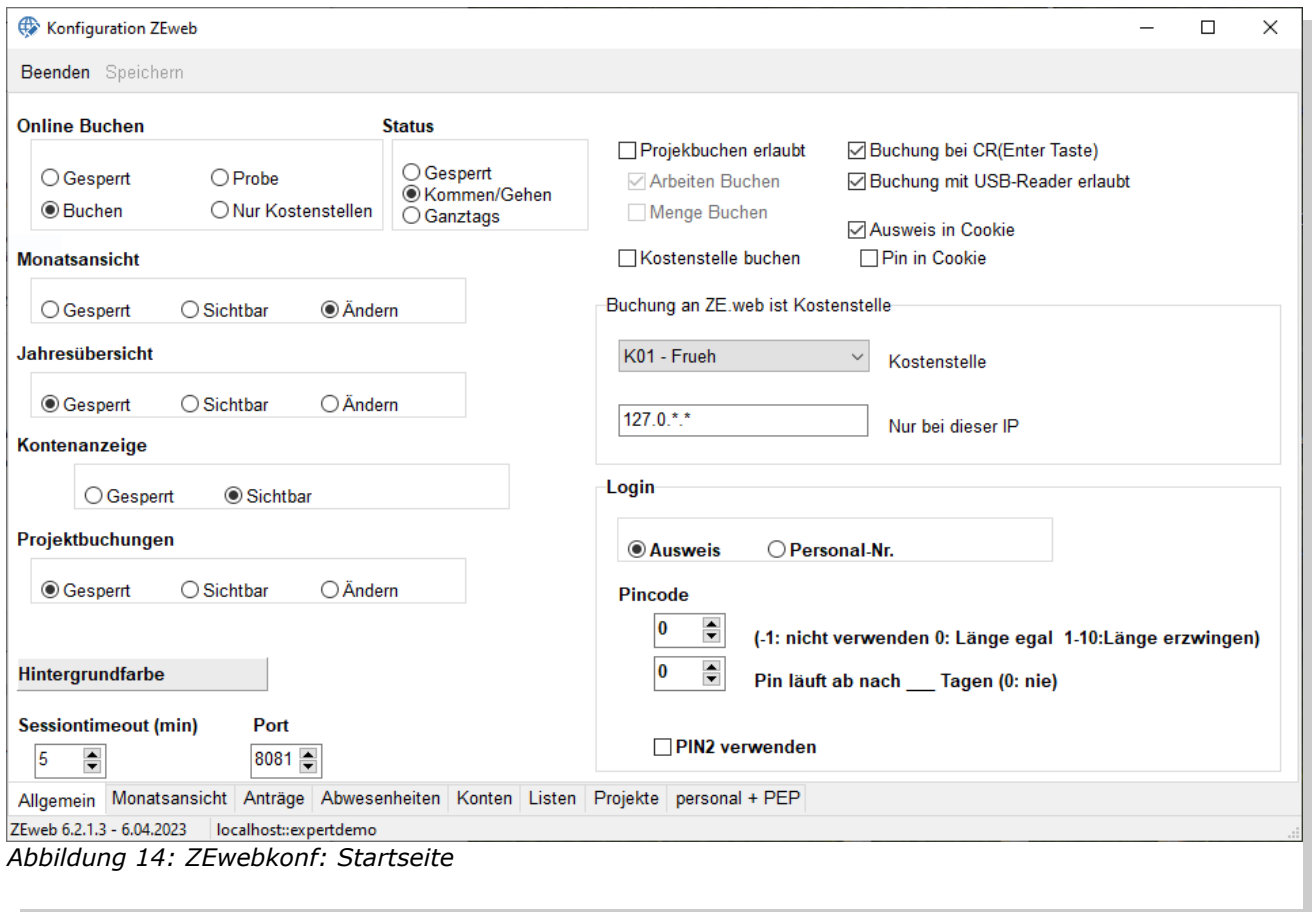 Konfiguration ZEweb
Beenden Speichern
Online Buchen
Gesperrt Probe
Buchen Nur Kostenstellen
Status
Gesperrt
Kommen/Gehen
Ganztags
Projekbuchen erlaubt
Arbeiten Buchen
Menge Buchen
Kostenstelle buchen
Buchung bei CR(Enter Taste)
Buchung mit USB-Reader erlaubt
Ausweis in Cookie
Pin in Cookie
Monatsansicht
Gesperrt Sichtbar Ändern
Jahresübersicht
Gesperrt Sichtbar Ändern
Kontenanzeige
Gesperrt Sichtbar
Projektbuchungen
Gesperrt Sichtbar Ändern
Hintergrundfarbe
Sessiontimeout (min) Port
5 8081
Buchung an ZE.web ist Kostenstelle
K01 - Frueh Kostenstelle
127.0.*.* Nur bei dieser IP
Login
Ausweis Personal-Nr.
Pincode
0 (-1: nicht verwenden 0: Länge egal 1-10:Länge erzwingen)
0 Pin läuft ab nach ___ Tagen (0: nie)
PIN2 verwenden
Allgemein Monatsansicht Anträge Abwesenheiten Konten Listen Projekte personal + PEP
ZEweb 6.2.1.3 - 6.04.2023 localhost::expertdemo
Abbildung 14: ZEwebkonf: Startseite